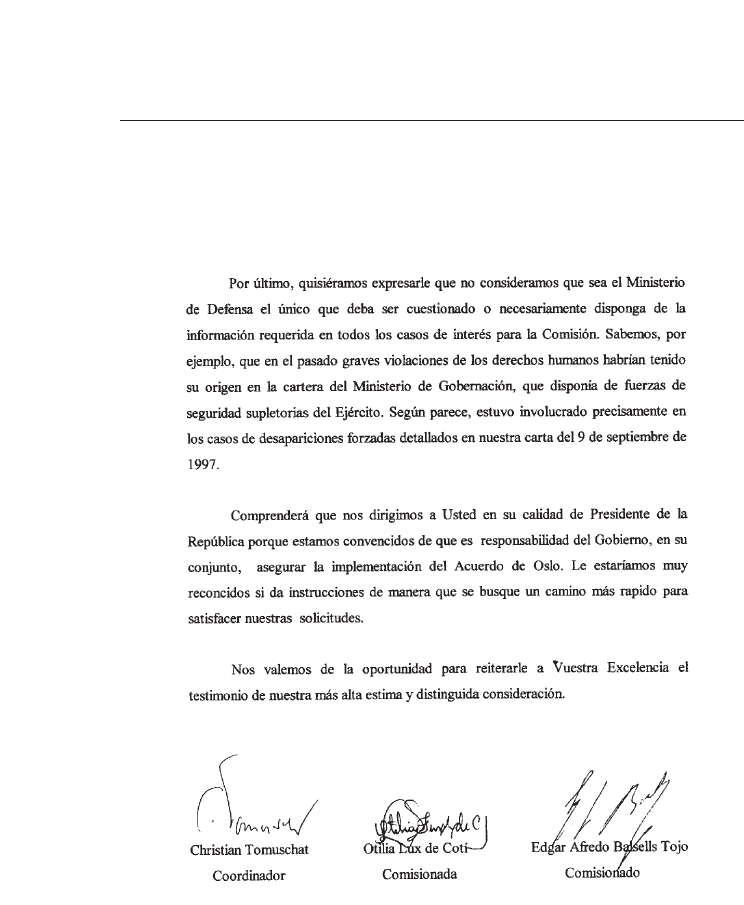 Por último, quisiéramos expresarle que no consideramos que sea el Ministerio
de Defensa el único que deba ser cuestionado o necesariamente disponga de la
información requerida en todos los casos de interés para la Comisión. Sabemos, por
ejemplo, que en el pasado graves violaciones de los derechos humanos habrían tenido
su origen en la cartera del Ministerio de Gobernación, que disponía de fuerzas de
seguridad supletorias del Ejército. Según parece, estuvo involucrado precisamente en
los casos de desapariciones forzadas detallados en nuestra carta del 9 de septiembre de
1997.
Comprenderá que nos dirigimos a Usted en su calidad de Presidente de la
República porque estamos convencidos de que es responsabilidad del Gobierno, en su
conjunto, asegurar la implementación del Acuerdo de Oslo. Le estaríamos muy
reconcidos si da instrucciones de manera que se busque un camino más rapido para
satisfacer nuestras solicitudes.
Nos valemos de la oportunidad para reiterarle a Vuestra Excelencia el
testimonio de nuestra más alta estima y distinguida consideración.
Tomuschat
Christian Tomuschat Otilia Lux de Cotí Edgar Afredo Balsells Tojo
Coordinador Comisionada Comisionado